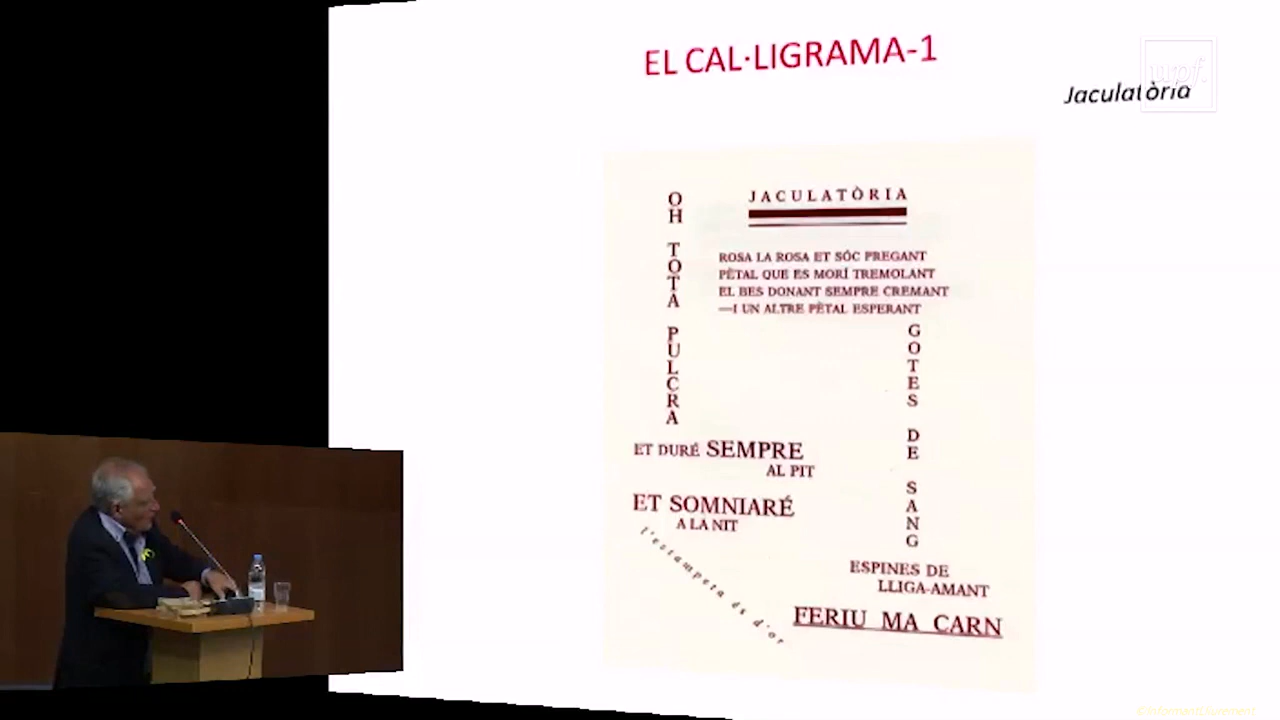 EL CAL·LIGRAMA-1
upf.
Jaculatòria
OH TOTA PULCRA
JACULATÒRIA
ROSA LA ROSA ET SÓC PREGANT
PÈTAL QUE ES MORÍ TREMOLANT
EL BES DONANT SEMPRE CREMANT
—I UN ALTRE PÈTAL ESPERANT
GOTES DE SANG
ET DURÉ SEMPRE
AL PIT
ET SOMNIARÉ
A LA NIT
l'estampeta ds d'or
ESPINES DE
LLIGA-AMANT
FERIU MA CARN